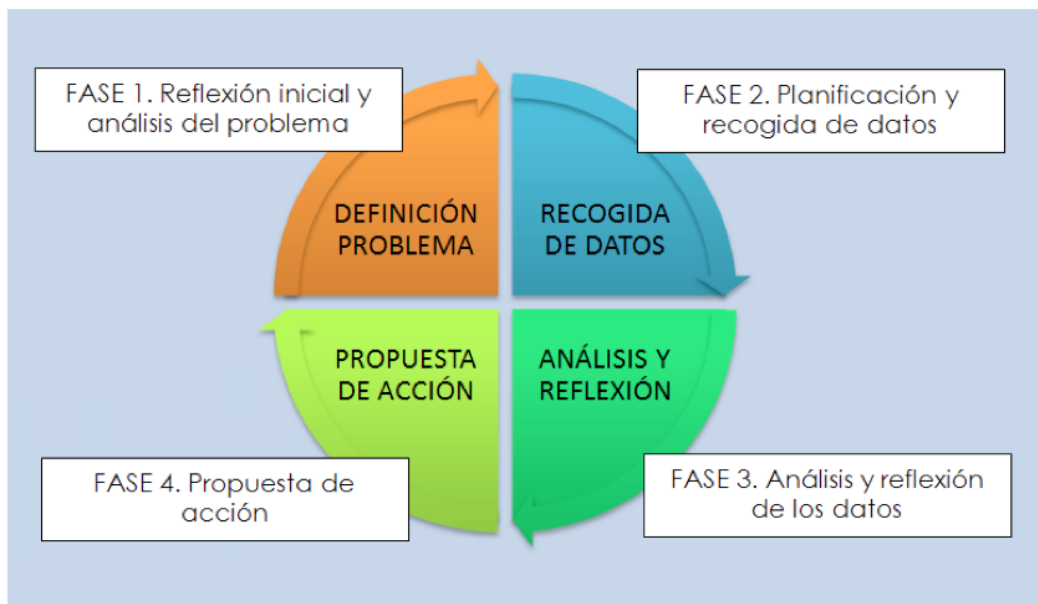 FASE 1. Reflexión inicial y
análisis del problema
FASE 2. Planificación y
recogida de datos
DEFINICIÓN
PROBLEMA
RECOGIDA
DE DATOS
PROPUESTA
DE ACCIÓN
ANÁLISIS Y
REFLEXIÓN
FASE 4. Propuesta de
acción
FASE 3. Análisis y reflexión
de los datos